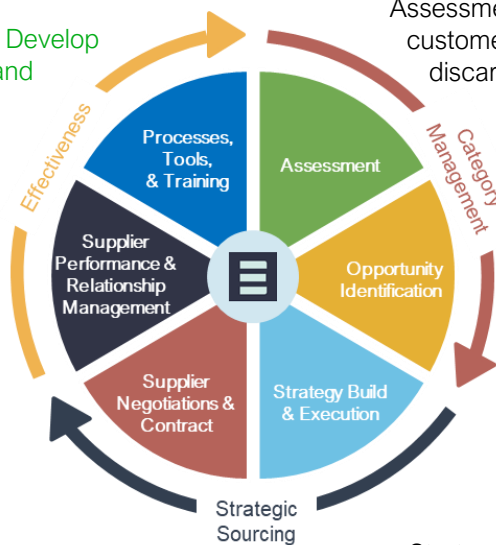 Develop
and
Assessme
custome
discar
Effectiveness
Category
Management
Processes,
Tools,
& Training
Assessment
Supplier
Performance &
Relationship
Management
Opportunity
Identification
Supplier
Negotiations &
Contract
Strategy Build
& Execution
Strategic
Sourcing